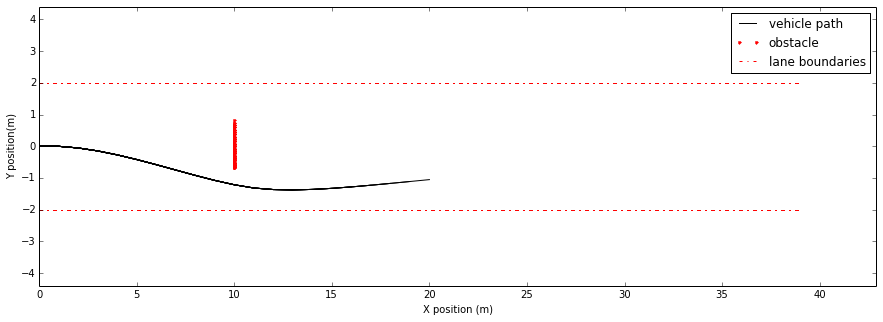 vehicle path
obstacle
lane boundaries
4
3
2
1
0
−1
−2
−3
−4
Y position(m)
0 5 10 15 20 25 30 35 40
X position (m)